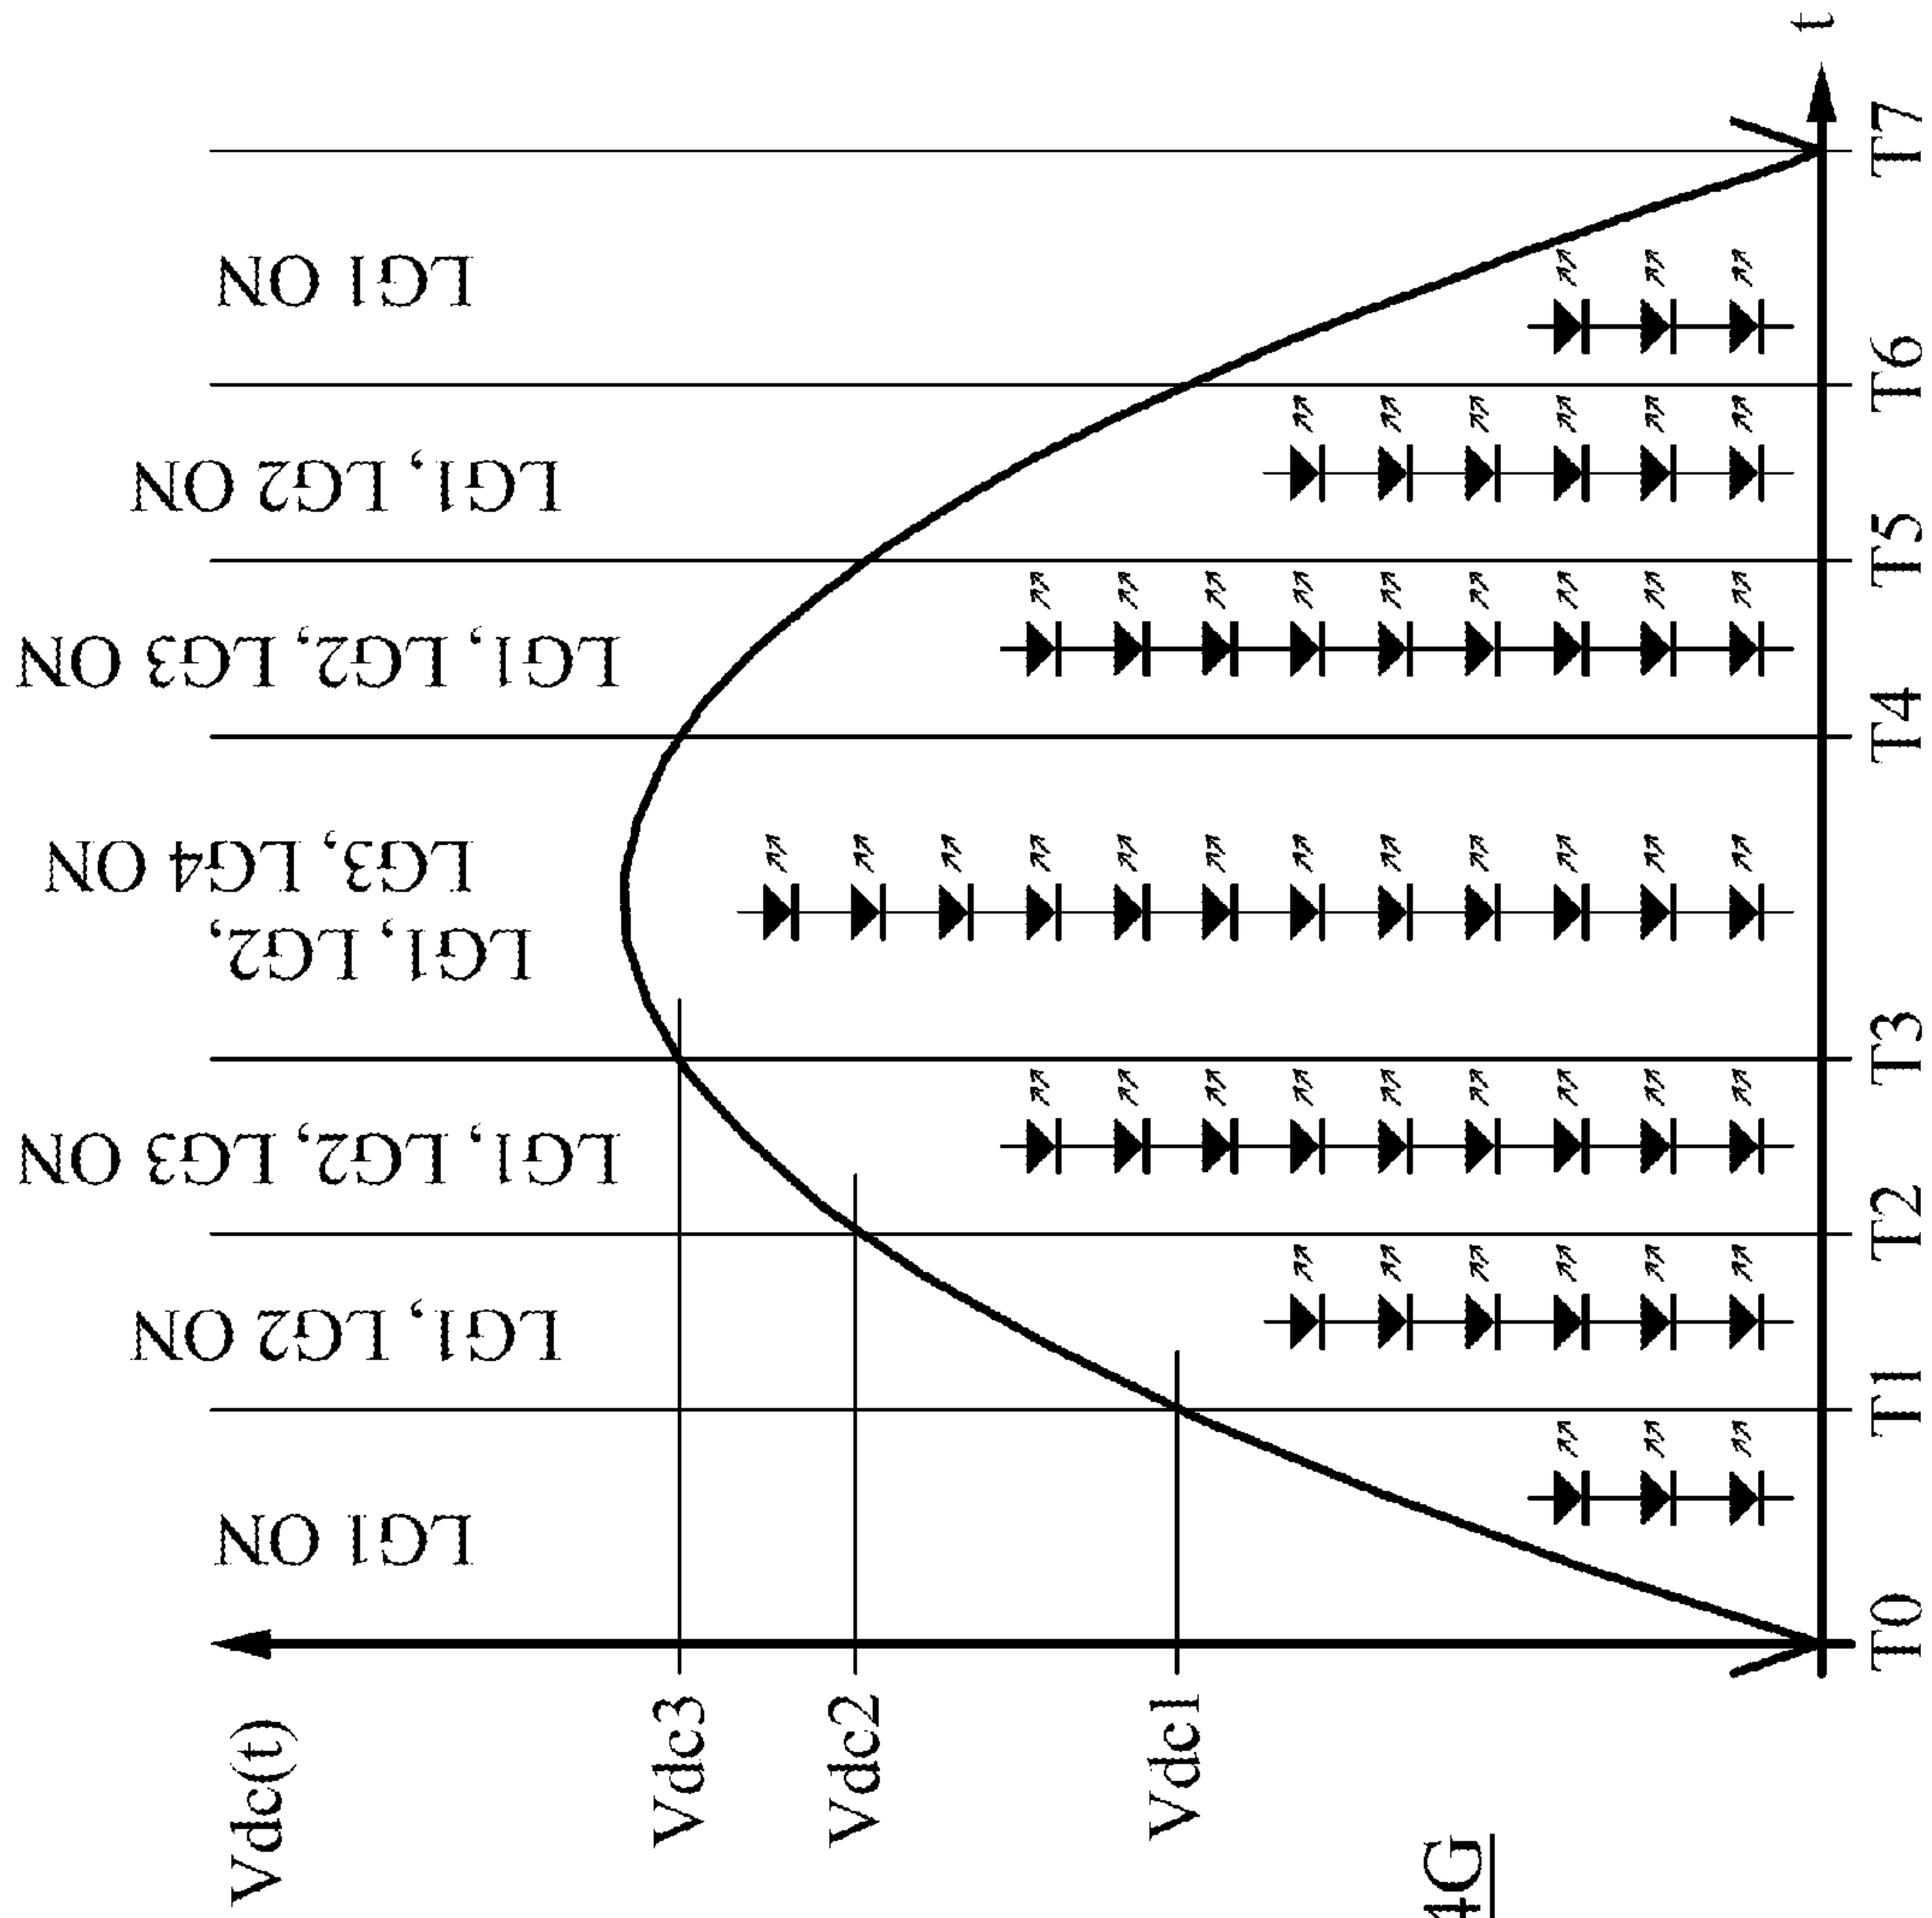 Vdc(t)
LG1 ON
LG1, LG2 ON
LG1, LG2, LG3 ON
LG1, LG2,
LG3, LG4 ON
LG1, LG2, LG3 ON
LG1, LG2 ON
LG1 ON
Vdc3
Vdc2
Vdc1
T0 T1 T2 T3 T4 T5 T6 T7
t
4G